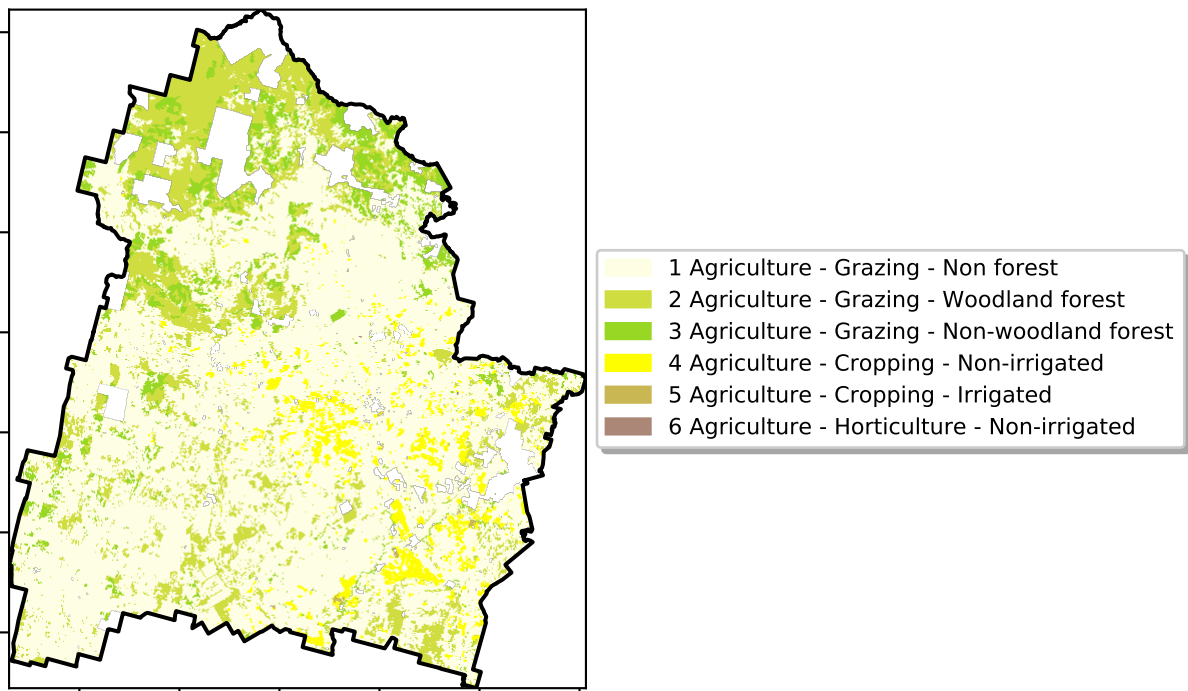 1 Agriculture - Grazing - Non forest
2 Agriculture - Grazing - Woodland forest
3 Agriculture - Grazing - Non-woodland forest
4 Agriculture - Cropping - Non-irrigated
5 Agriculture - Cropping - Irrigated
6 Agriculture - Horticulture - Non-irrigated